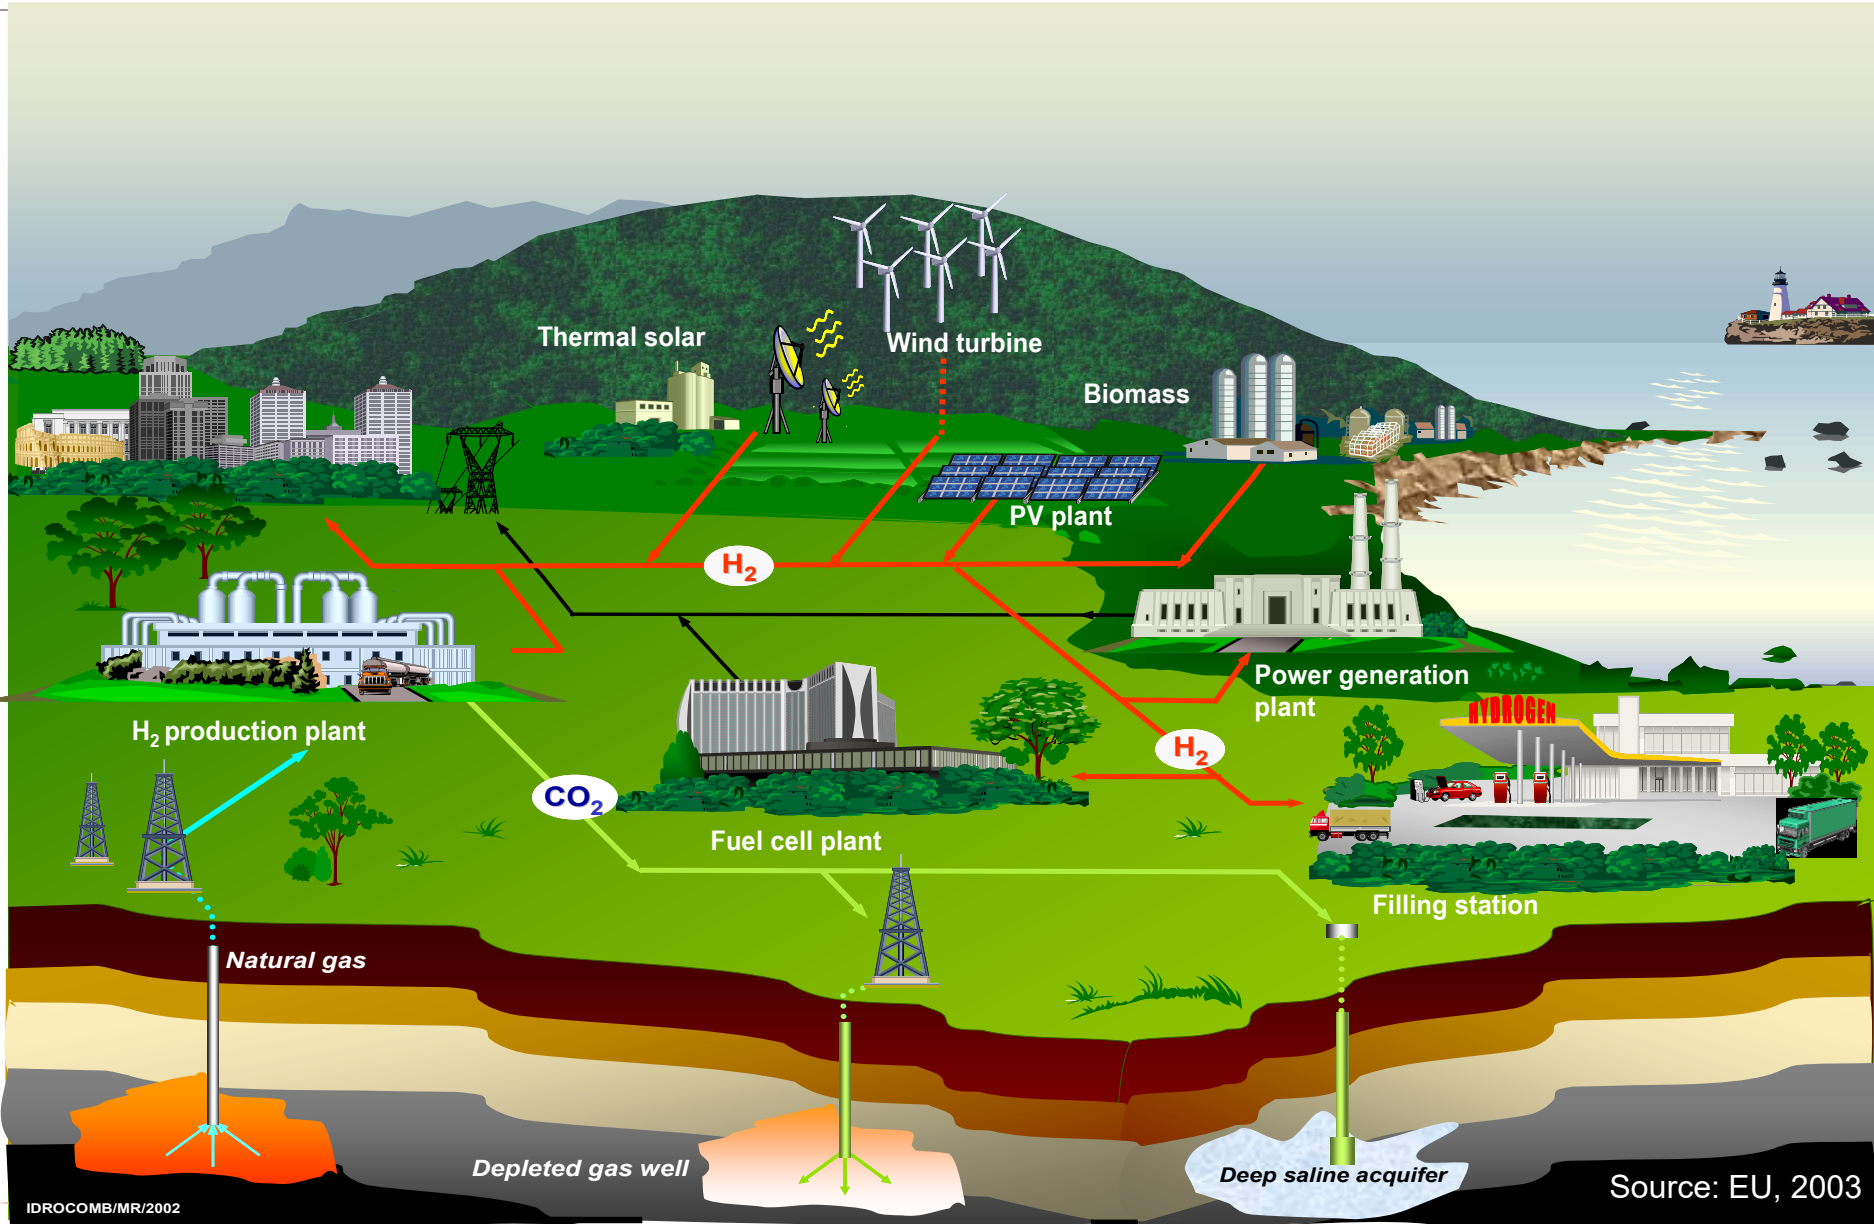 Thermal solar
Wind turbine
Biomass
PV plant
H2
Power generation
plant
HYDROGEN
H2 production plant
H2
CO2
Fuel cell plant
Filling station
Natural gas
Depleted gas well
Deep saline acquifer
Source: EU, 2003
IDROCOMB/MR/2002